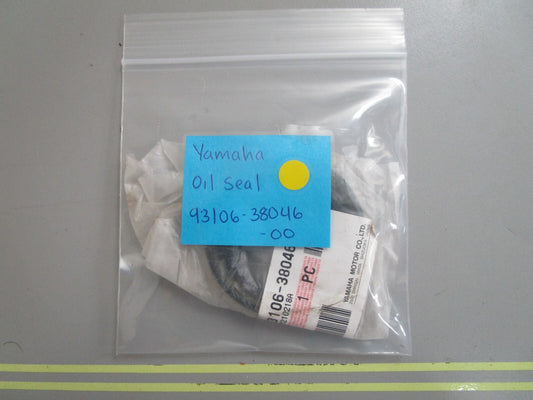 Yamaha
Oil Seal
93106-38046
-00
YAMAHA MOTOR CO., LTD.
106-38046
1 PC